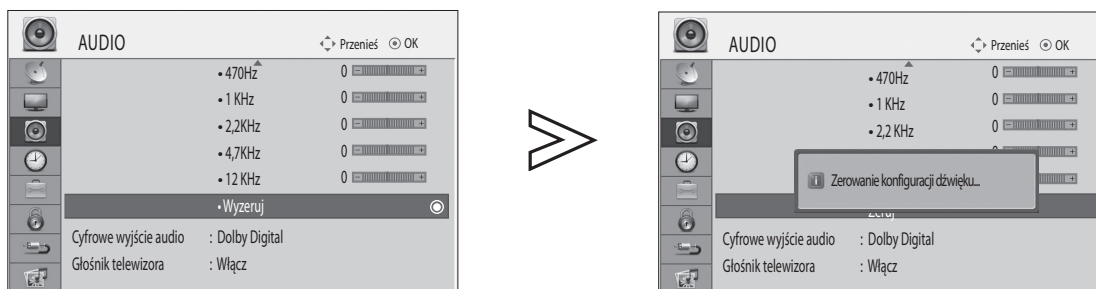 AUDIO Przenieś OK
• 470Hz 0
• 1 KHz 0
• 2,2KHz 0
• 4,7KHz 0
• 12 KHz 0
• Wyzeruj
Cyfrowe wyjście audio : Dolby Digital
Głośnik telewizora : Włącz
>
AUDIO Przenieś OK
• 470Hz 0
• 1 KHz 0
• 2,2 KHz 0
Zerowanie konfiguracji dźwięku...
Zeruj
Cyfrowe wyjście audio : Dolby Digital
Głośnik telewizora : Włącz